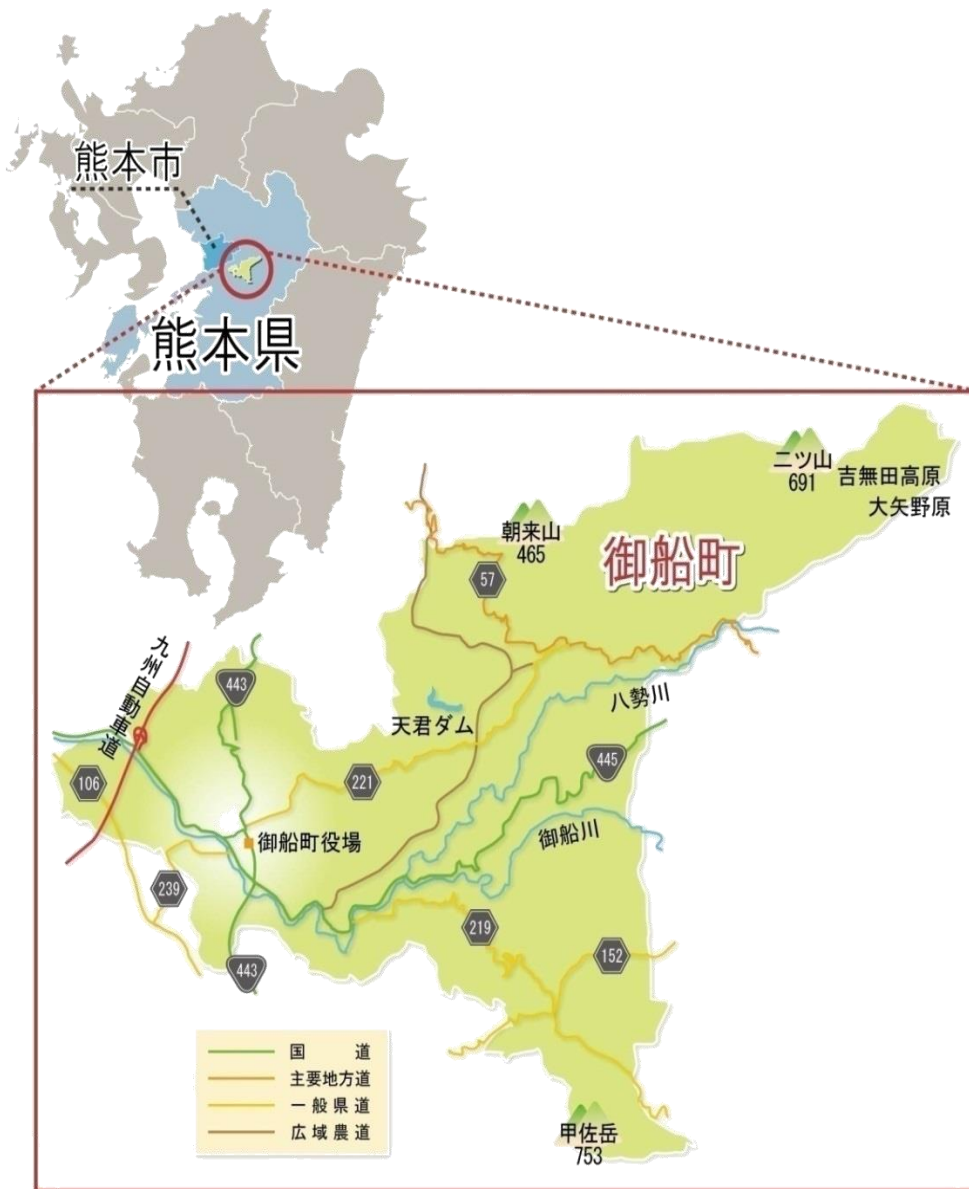 熊本市
熊本県
二ツ山
691
吉無田高原
大矢野原
朝来山
465
御船町
57
九州自動車道
443
八勢川
天君ダム
445
106
221
御船川
御船町役場
239
219
443
152
国道
主要地方道
一般県道
広域農道
甲佐岳
753